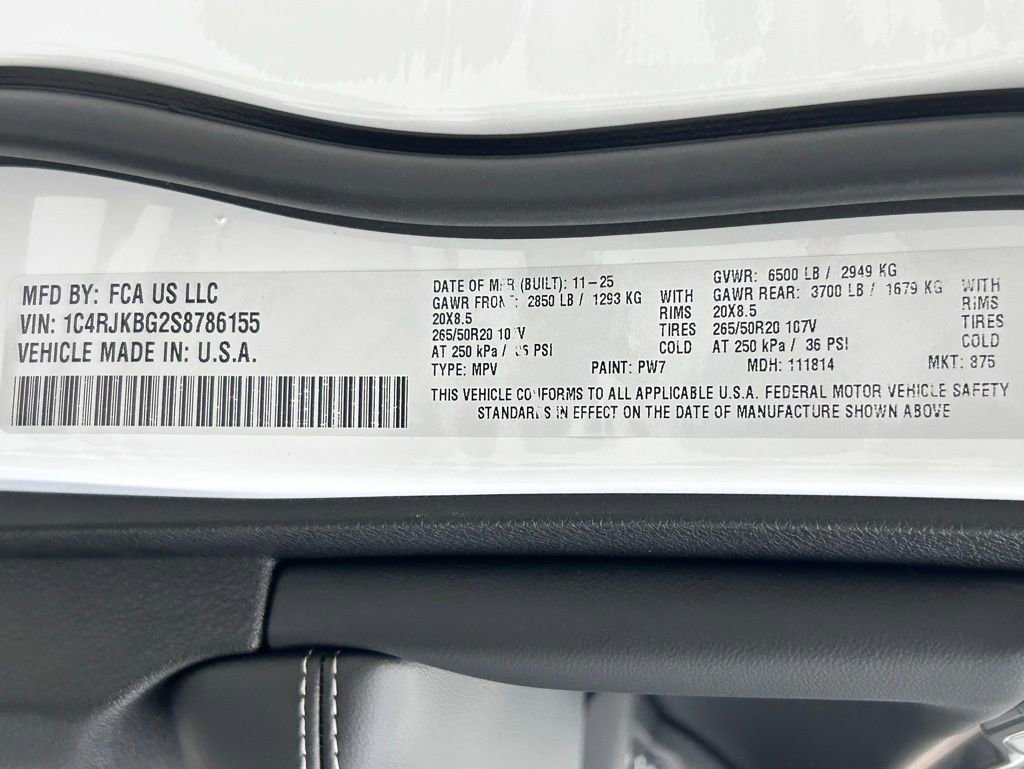 MFD BY: FCA US LLC
VIN: 1C4RJKBG2S8786155
VEHICLE MADE IN: U.S.A.
DATE OF (BUILT): 11-25
GAWR FRONT: 2850 LB / 1293 KG
20X8.5
265/50R20
AT 250 kPa / PSI
WITH
RIMS
TIRES
COLD
GVWR: 6500 LB / 2949 KG
GAWR REAR: 3700 LB / 1679 KG
20X8.5
265/50R20 107V
AT 250 kPa / 36 PSI
WITH
RIMS
TIRES
COLD
TYPE: MPV PAINT: PW7 MDH: 111814 MKT: 875
THIS VEHICLE CONFORMS TO ALL APPLICABLE U.S.A. FEDERAL MOTOR VEHICLE SAFETY
STANDARDS IN EFFECT ON THE DATE OF MANUFACTURE SHOWN ABOVE